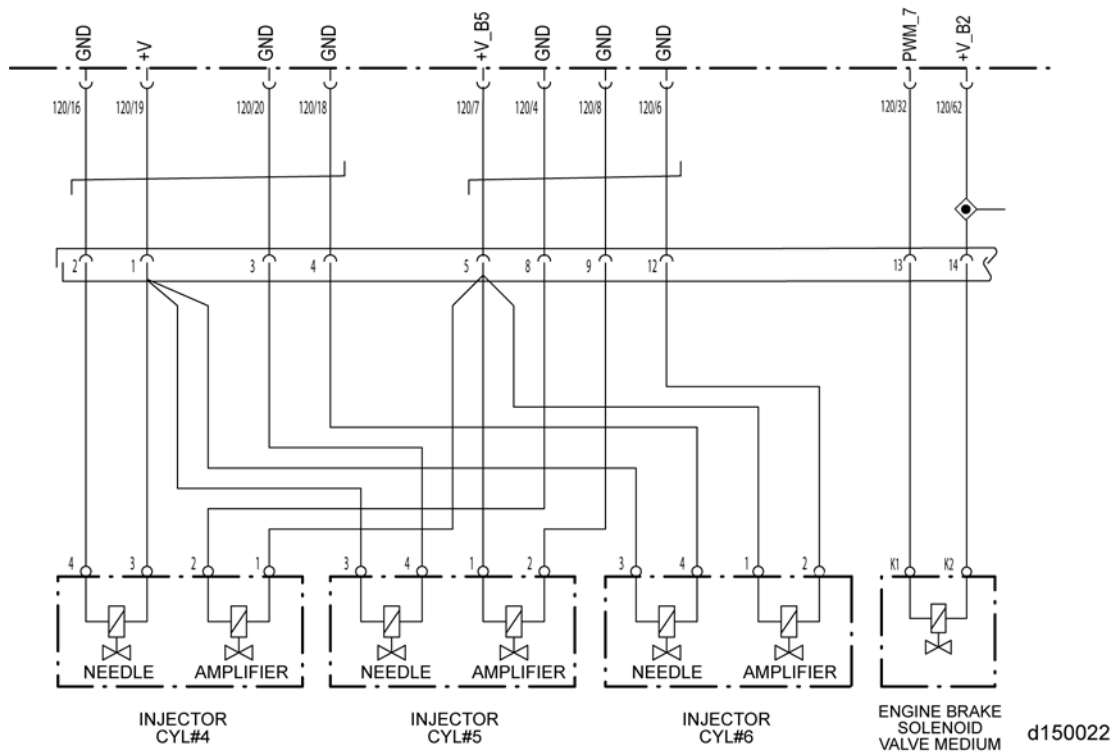 GND +V GND GND +V_B5 GND GND GND PWM_7 +V_B2
120/16 120/19 120/20 120/18 120/7 120/4 120/8 120/6 120/32 120/62
2 1 3 4 5 8 9 12 13 14
4 3 2 1 3 4 1 2 3 4 1 2 K1 K2
NEEDLE AMPLIFIER NEEDLE AMPLIFIER NEEDLE AMPLIFIER
INJECTOR
CYL#4
INJECTOR
CYL#5
INJECTOR
CYL#6
ENGINE BRAKE
SOLENOID
VALVE MEDIUM
d150022